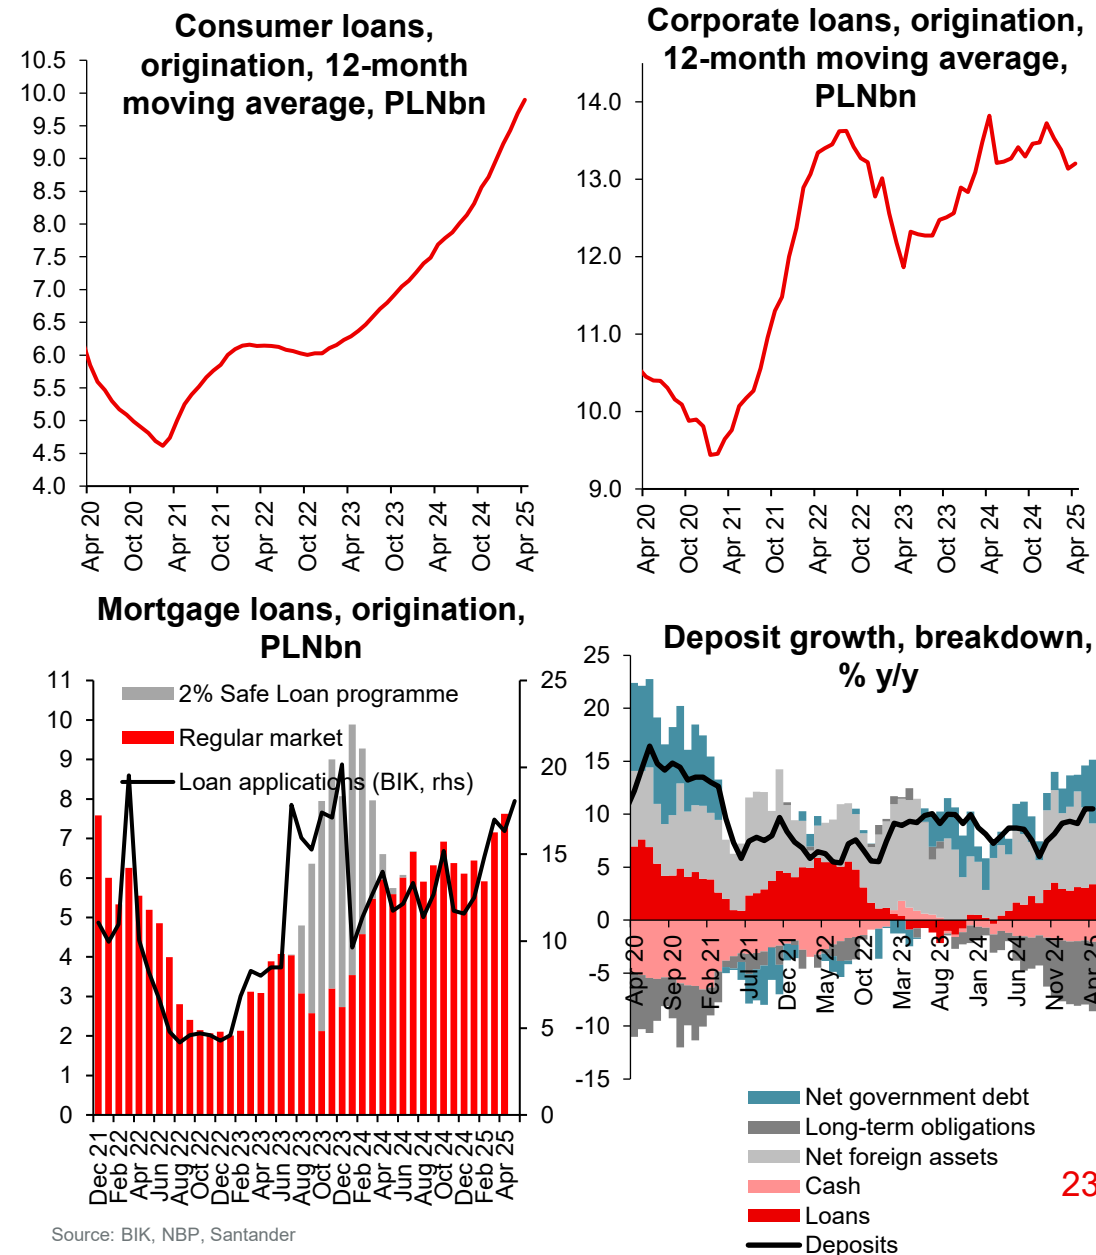 Consumer loans,
origination, 12-month
moving average, PLNbn
10.5
10.0
9.5
9.0
8.5
8.0
7.5
7.0
6.5
6.0
5.5
5.0
4.5
4.0
Apr 20
Oct 20
Apr 21
Oct 21
Apr 22
Oct 22
Apr 23
Oct 23
Apr 24
Oct 24
Apr 25
Corporate loans, origination,
12-month moving average,
PLNbn
14.0
13.0
12.0
11.0
10.0
9.0
Apr 20
Oct 20
Apr 21
Oct 21
Apr 22
Oct 22
Apr 23
Oct 23
Apr 24
Oct 24
Apr 25
Mortgage loans, origination,
PLNbn
11
10
9
8
7
6
5
4
3
2
1
0
25
20
15
10
5
0
2% Safe Loan programme
Regular market
Loan applications (BIK, rhs)
Dec 21
Feb 22
Apr 22
Jun 22
Aug 22
Oct 22
Dec 22
Feb 23
Apr 23
Jun 23
Aug 23
Oct 23
Dec 23
Feb 24
Apr 24
Jun 24
Aug 24
Oct 24
Dec 24
Feb 25
Apr 25
Deposit growth, breakdown,
% y/y
25
20
15
10
5
0
-5
-10
-15
Apr 20
Sep 20
Feb 21
Jul 21
Dec 21
May 22
Oct 22
Mar 23
Aug 23
Jan 24
Jun 24
Nov 24
Apr 25
Net government debt
Long-term obligations
Net foreign assets
Cash
Loans
Deposits
23
Source: BIK, NBP, Santander